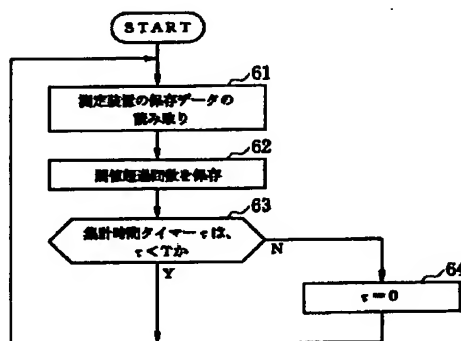 START
61
測定装置の保存データの
読み取り
62
閾値超過回数を保存
63
集計時間タイマーτは、
τ<Tか
N
Y
64
τ=0